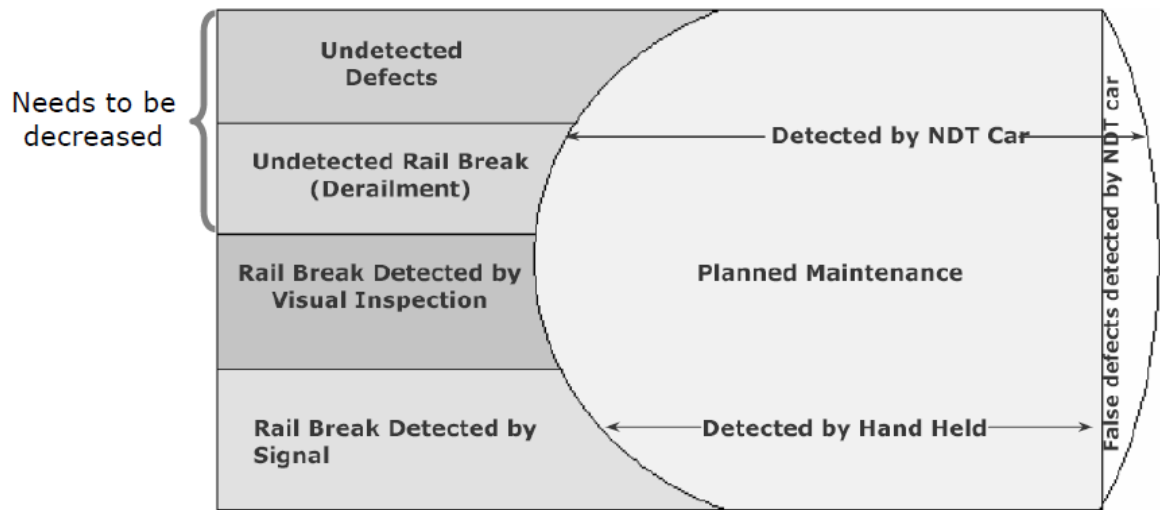 Undetected
Defects
Needs to be
decreased
Undetected Rail Break
(Derailment)
Rail Break Detected by
Visual Inspection
Rail Break Detected by
Signal
Detected by NDT Car
Planned Maintenance
Detected by Hand Held
False defects detected by NDT car